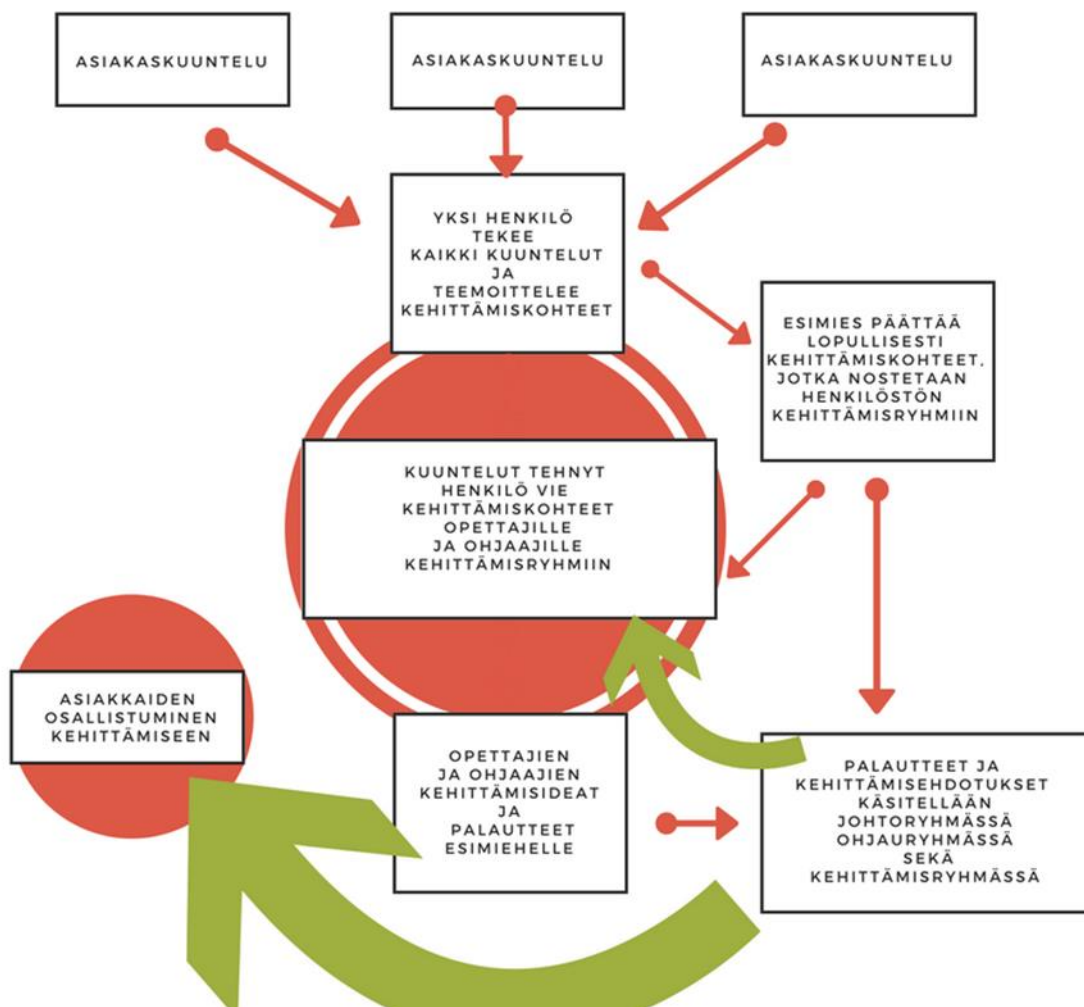 ASIAKASKUUNTELU
ASIAKASKUUNTELU
ASIAKASKUUNTELU
YKSI HENKILÖ
TEKEE
KAIKKI KUUNTELUT
JA
TEEMOITTELEE
KEHITTÄMISKOHTEET
ESIMIES PÄÄTTÄÄ
LOPULLISESTI
KEHITTÄMISKOHTEET,
JOTKA NOSTETAAN
HENKILÖSTÖN
KEHITTÄMISRYHMIIN
KUUNTELUT TEHNYT
HENKILÖ VIE
KEHITTÄMISKOHTEET
OPETTAJILLE
JA OHJAAJILLE
KEHITTÄMISRYHMIIN
ASIAKKAIDEN
OSALLISTUMINEN
KEHITTÄMISEEN
OPETTAJIEN
JA OHJAAJIEN
KEHITTÄMISIDEAT
JA
PALAUTTEET
ESIMIEHELLE
PALAUTTEET JA
KEHITTÄMISEHDOTUKSET
KÄSITELLÄÄN
JOHTORYHMÄSSÄ
OHJAURYHMÄSSÄ
SEKÄ
KEHITTÄMISRYHMÄSSÄ